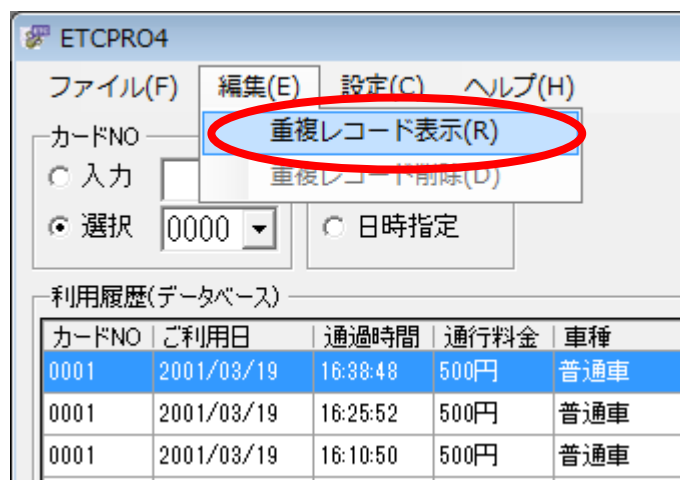 ETCPRO4
ファイル(F) 編集(E) 設定(C) ヘルプ(H)
重複レコード表示(R)
重複レコード削除(D)
カードNO
入力
選択 0000 日時指定
利用履歴(データベース)
カードNO ご利用日 通過時間 通行料金 車種
0001 2001/03/19 16:38:48 500円 普通車
0001 2001/03/19 16:25:52 500円 普通車
0001 2001/03/19 16:10:50 500円 普通車